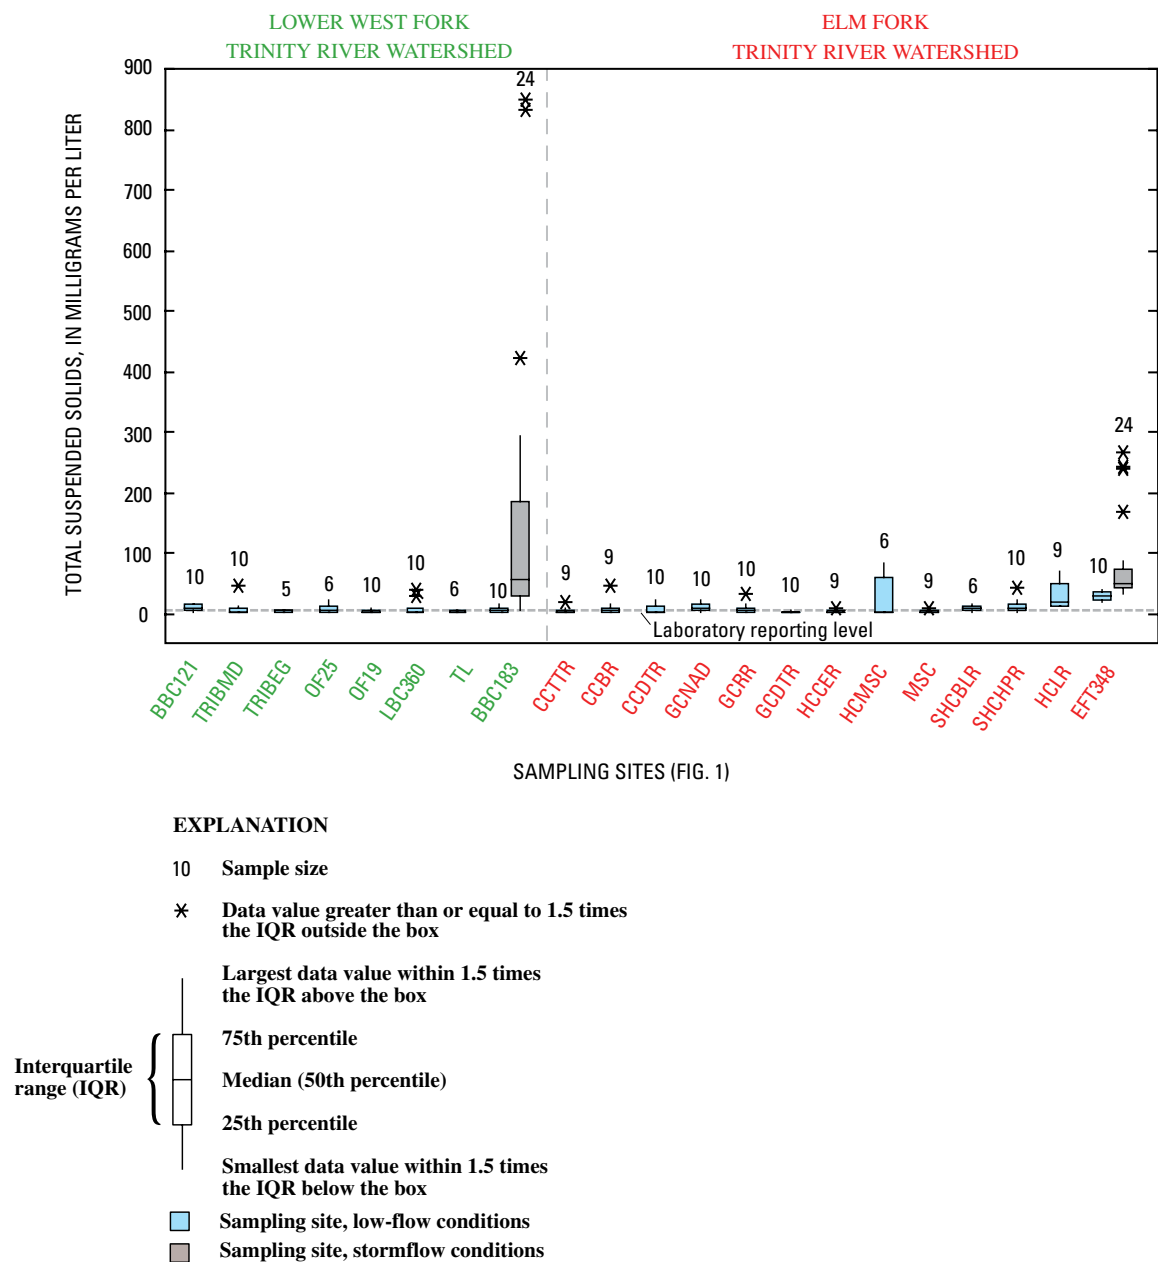 LOWER WEST FORK
TRINITY RIVER WATERSHED
ELM FORK
TRINITY RIVER WATERSHED
TOTAL SUSPENDED SOLIDS, IN MILLIGRAMS PER LITER
900
800
700
600
500
400
300
200
100
0
10
10
5
6
10
10
6
10
24
9
9
10
10
10
10
9
6
9
6
10
9
10
24
Laboratory reporting level
BBC121
TRIBMD
TRIBEG
OF25
OF19
LBC360
TL
BBC183
CCTTR
CCBR
CCDTR
GCNAD
GCRR
GCDTR
HCCER
HCMSC
MSC
SHCBLR
SHCHPR
HCLR
EFT348
SAMPLING SITES (FIG. 1)
EXPLANATION
10 Sample size
Data value greater than or equal to 1.5 times
the IQR outside the box
Largest data value within 1.5 times
the IQR above the box
75th percentile
Interquartile
range (IQR)
Median (50th percentile)
25th percentile
Smallest data value within 1.5 times
the IQR below the box
Sampling site, low-flow conditions
Sampling site, stormflow conditions